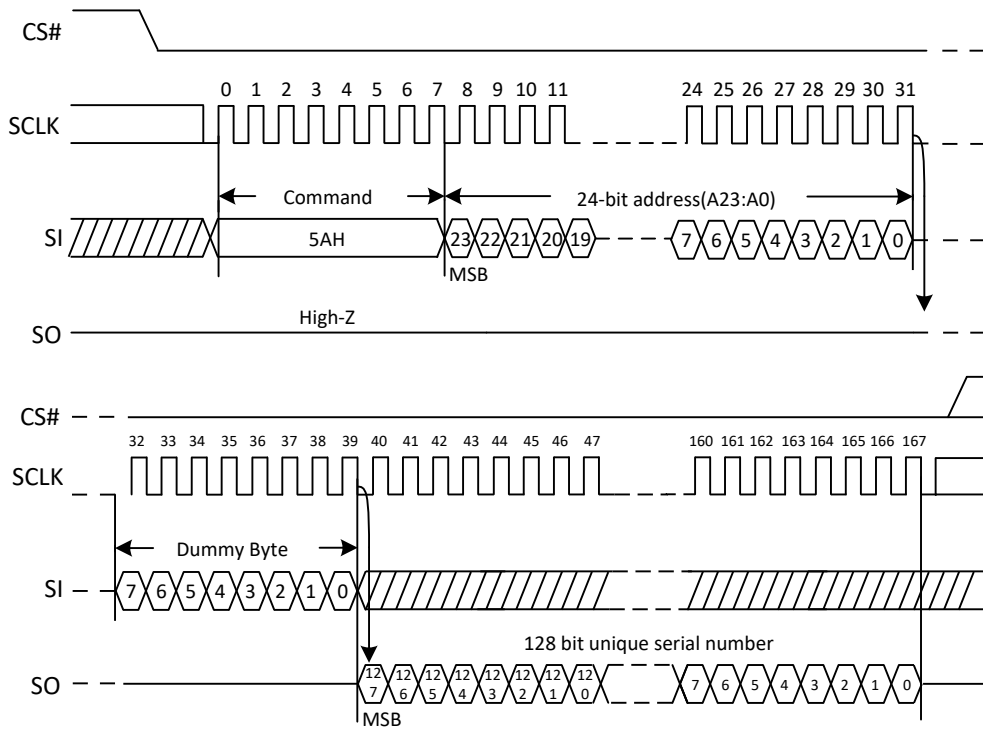 CS#
0 1 2 3 4 5 6 7 8 9 10 11 24 25 26 27 28 29 30 31
SCLK
Command 24-bit address(A23:A0)
SI 5AH 23 22 21 20 19 7 6 5 4 3 2 1 0
MSB
High-Z
SO
CS#
32 33 34 35 36 37 38 39 40 41 42 43 44 45 46 47 160 161 162 163 164 165 166 167
SCLK
Dummy Byte
SI 7 6 5 4 3 2 1 0
128 bit unique serial number
SO 127 126 125 124 123 122 121 120 7 6 5 4 3 2 1 0
MSB